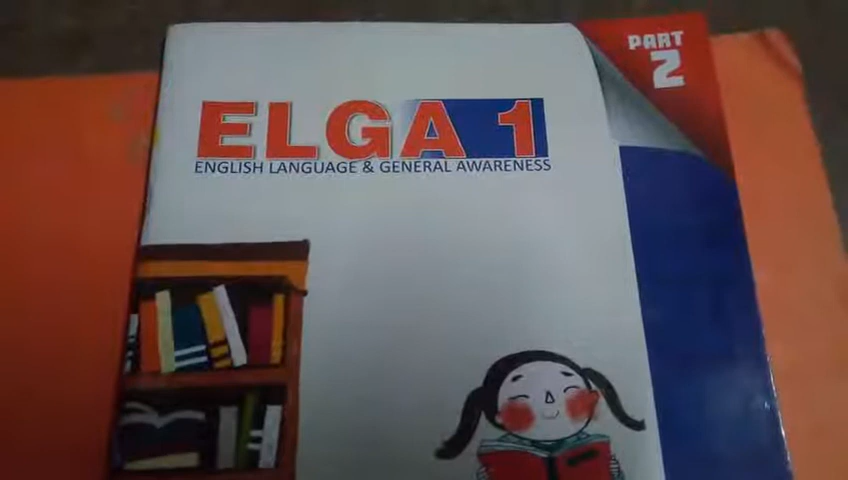 PART
2
ELGA 1
ENGLISH LANGUAGE & GENERAL AWARENESS